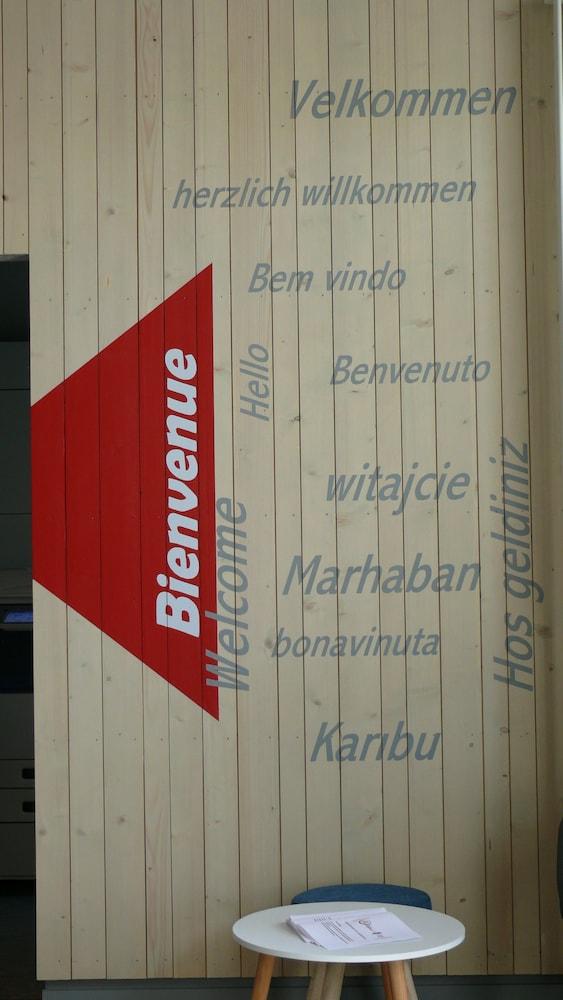 Velkommen
herzlich willkommen
Bem vindo
Hello
Benvenuto
Bienvenue
witajcie
Hos geldiniz
Welcome
Marhaban
bonavinuta
Karıbu